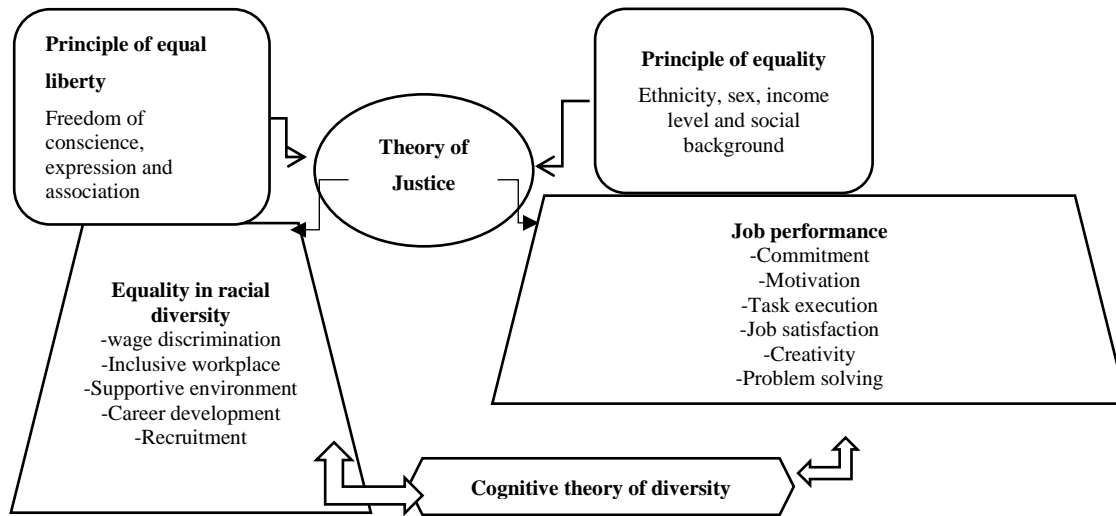 Principle of equal
liberty
Freedom of
conscience,
expression and
association
Principle of equality
Ethnicity, sex, income
level and social
background
Theory of
Justice
Equality in racial
diversity
-wage discrimination
-Inclusive workplace
-Supportive environment
-Career development
-Recruitment
Job performance
-Commitment
-Motivation
-Task execution
-Job satisfaction
-Creativity
-Problem solving
Cognitive theory of diversity